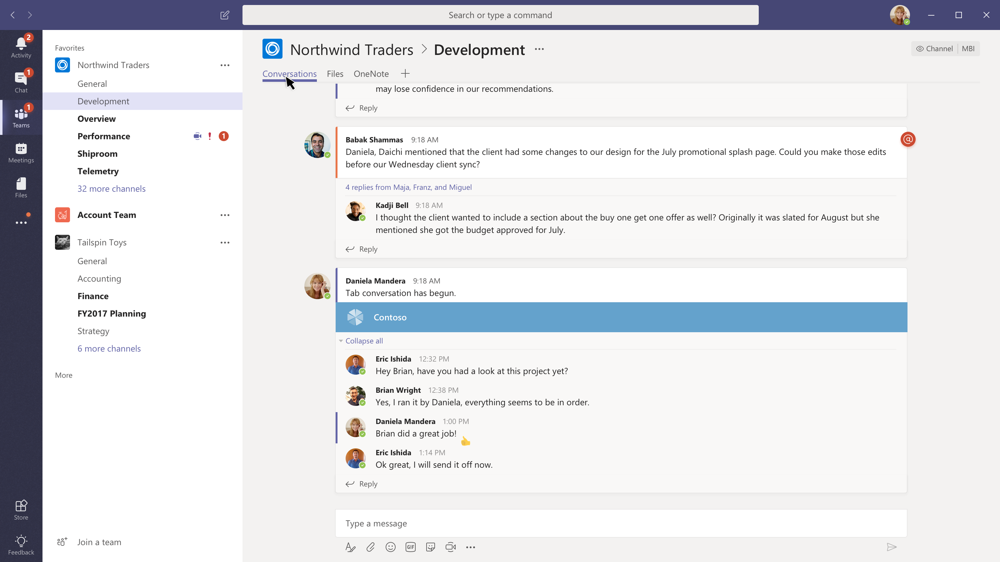 Search or type a command
2
Activity
1
Chat
1
Teams
Meetings
Files
Store
Feedback
Favorites
Northwind Traders
General
Development
Overview
Performance ! 1
Shiproom
Telemetry
32 more channels
Account Team
Tailspin Toys
General
Accounting
Finance
FY2017 Planning
Strategy
6 more channels
More
Join a team
Northwind Traders > Development
Channel | MBI
Conversations Files OneNote
may lose confidence in our recommendations.
Reply
Babak Shammas 9:18 AM
@
Daniela, Daichi mentioned that the client had some changes to our design for the July promotional splash page. Could you make those edits
before our Wednesday client sync?
4 replies from Maja, Franz, and Miguel
Kadji Bell 9:18 AM
I thought the client wanted to include a section about the buy one get one offer as well? Originally it was slated for August but she
mentioned she got the budget approved for July.
Reply
Daniela Mandera 9:18 AM
Tab conversation has begun.
Contoso
Collapse all
Eric Ishida 12:32 PM
Hey Brian, have you had a look at this project yet?
Brian Wright 12:38 PM
Yes, I ran it by Daniela, everything seems to be in order.
Daniela Mandera 1:00 PM
Brian did a great job!
Eric Ishida 1:14 PM
Ok great, I will send it off now.
Reply
Type a message
GIF